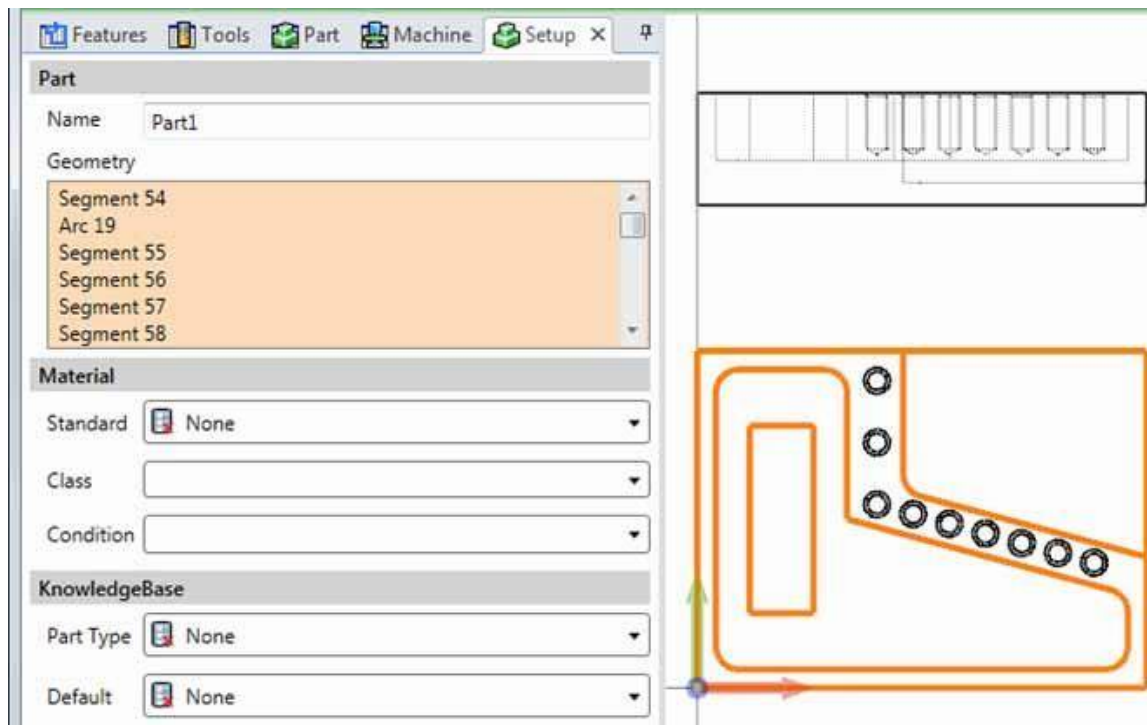 Features Tools Part Machine Setup
Part
Name Part1
Geometry
Segment 54
Arc 19
Segment 55
Segment 56
Segment 57
Segment 58
Material
Standard None
Class
Condition
KnowledgeBase
Part Type None
Default None